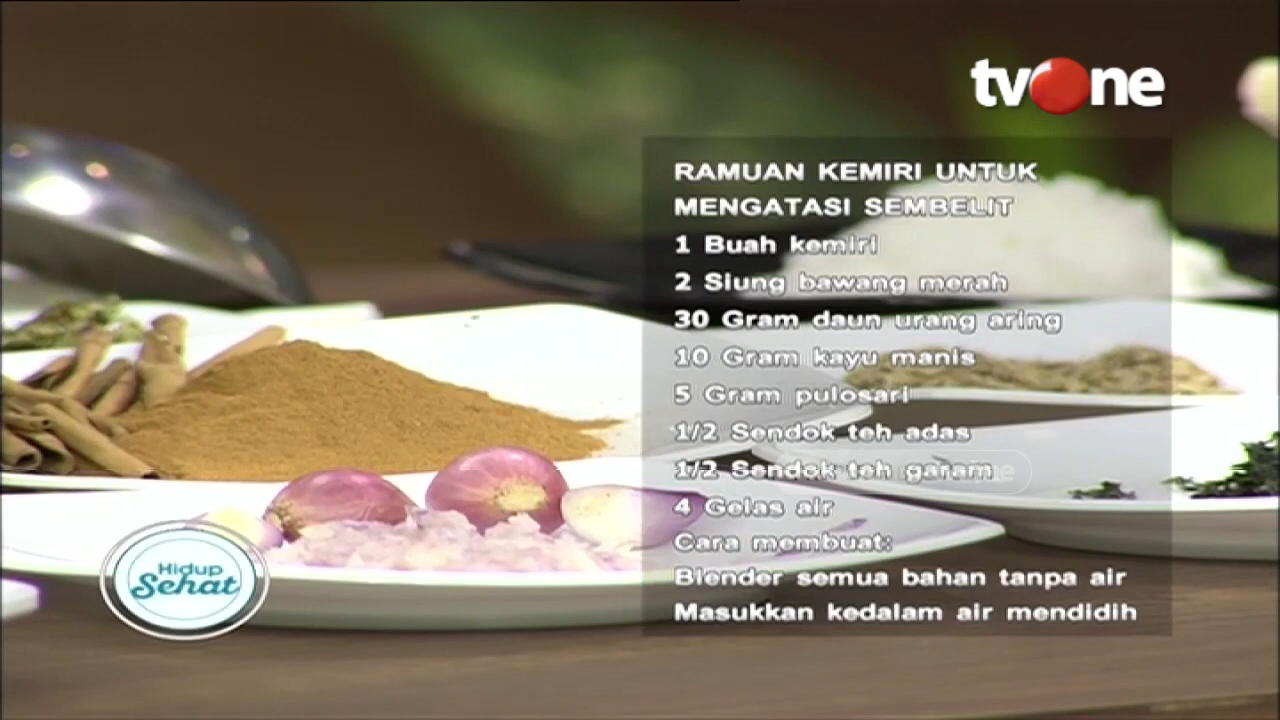 tvOne
RAMUAN KEMIRI UNTUK
MENGATASI SEMBELIT
1 Buah kemiri
2 Siung bawang merah
30 Gram daun urang aring
10 Gram kayu manis
5 Gram pulosari
1/2 Sendok teh adas
1/2 Sendok teh garam
4 Gelas air
Cara membuat:
Blender semua bahan tanpa air
Masukkan kedalam air mendidih
Hidup
Sehat